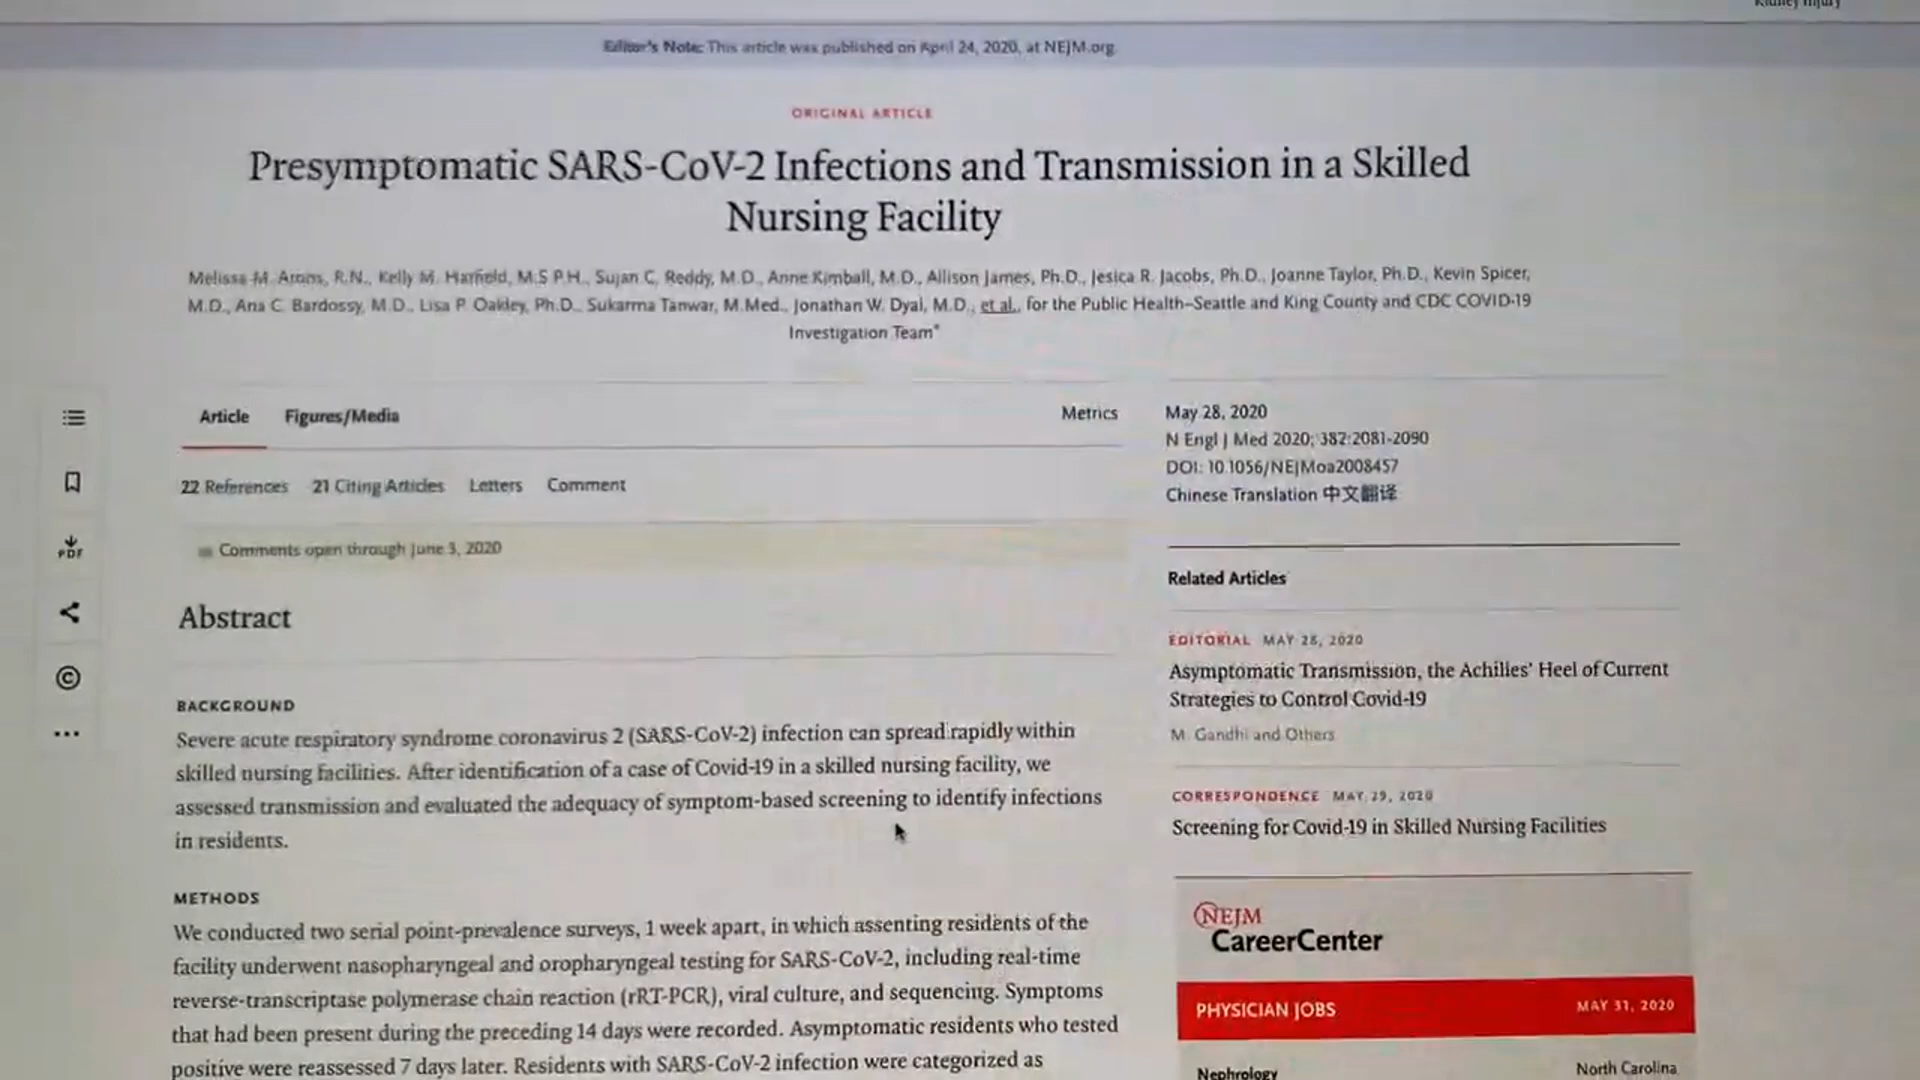 Kidney Injury
Editor's Note: This article was published on April 24, 2020, at NEJM.org.
ORIGINAL ARTICLE
Presymptomatic SARS-CoV-2 Infections and Transmission in a Skilled
Nursing Facility
Melissa M. Arons, R.N., Kelly M. Hatfield, M.S.P.H., Sujan C. Reddy, M.D., Anne Kimball, M.D., Allison James, Ph.D., Jesica R. Jacobs, Ph.D., Joanne Taylor, Ph.D., Kevin Spicer,
M.D., Ana C. Bardossy, M.D., Lisa P. Oakley, Ph.D., Sukarma Tanwar, M.Med., Jonathan W. Dyal, M.D., et al., for the Public Health–Seattle and King County and CDC COVID-19
Investigation Team*
Article Figures/Media Metrics
22 References 21 Citing Articles Letters Comment
Comments open through June 3, 2020
PDF
Abstract
BACKGROUND
Severe acute respiratory syndrome coronavirus 2 (SARS-CoV-2) infection can spread rapidly within
skilled nursing facilities. After identification of a case of Covid-19 in a skilled nursing facility, we
assessed transmission and evaluated the adequacy of symptom-based screening to identify infections
in residents.
METHODS
We conducted two serial point-prevalence surveys, 1 week apart, in which assenting residents of the
facility underwent nasopharyngeal and oropharyngeal testing for SARS-CoV-2, including real-time
reverse-transcriptase polymerase chain reaction (rRT-PCR), viral culture, and sequencing. Symptoms
that had been present during the preceding 14 days were recorded. Asymptomatic residents who tested
positive were reassessed 7 days later. Residents with SARS-CoV-2 infection were categorized as
May 28, 2020
N Engl J Med 2020; 382:2081-2090
DOI: 10.1056/NEJMoa2008457
Chinese Translation 中文翻译
Related Articles
EDITORIAL MAY 28, 2020
Asymptomatic Transmission, the Achilles' Heel of Current
Strategies to Control Covid-19
M. Gandhi and Others
CORRESPONDENCE MAY 29, 2020
Screening for Covid-19 in Skilled Nursing Facilities
NEJM
CareerCenter
PHYSICIAN JOBS MAY 31, 2020
Nephrology North Carolina